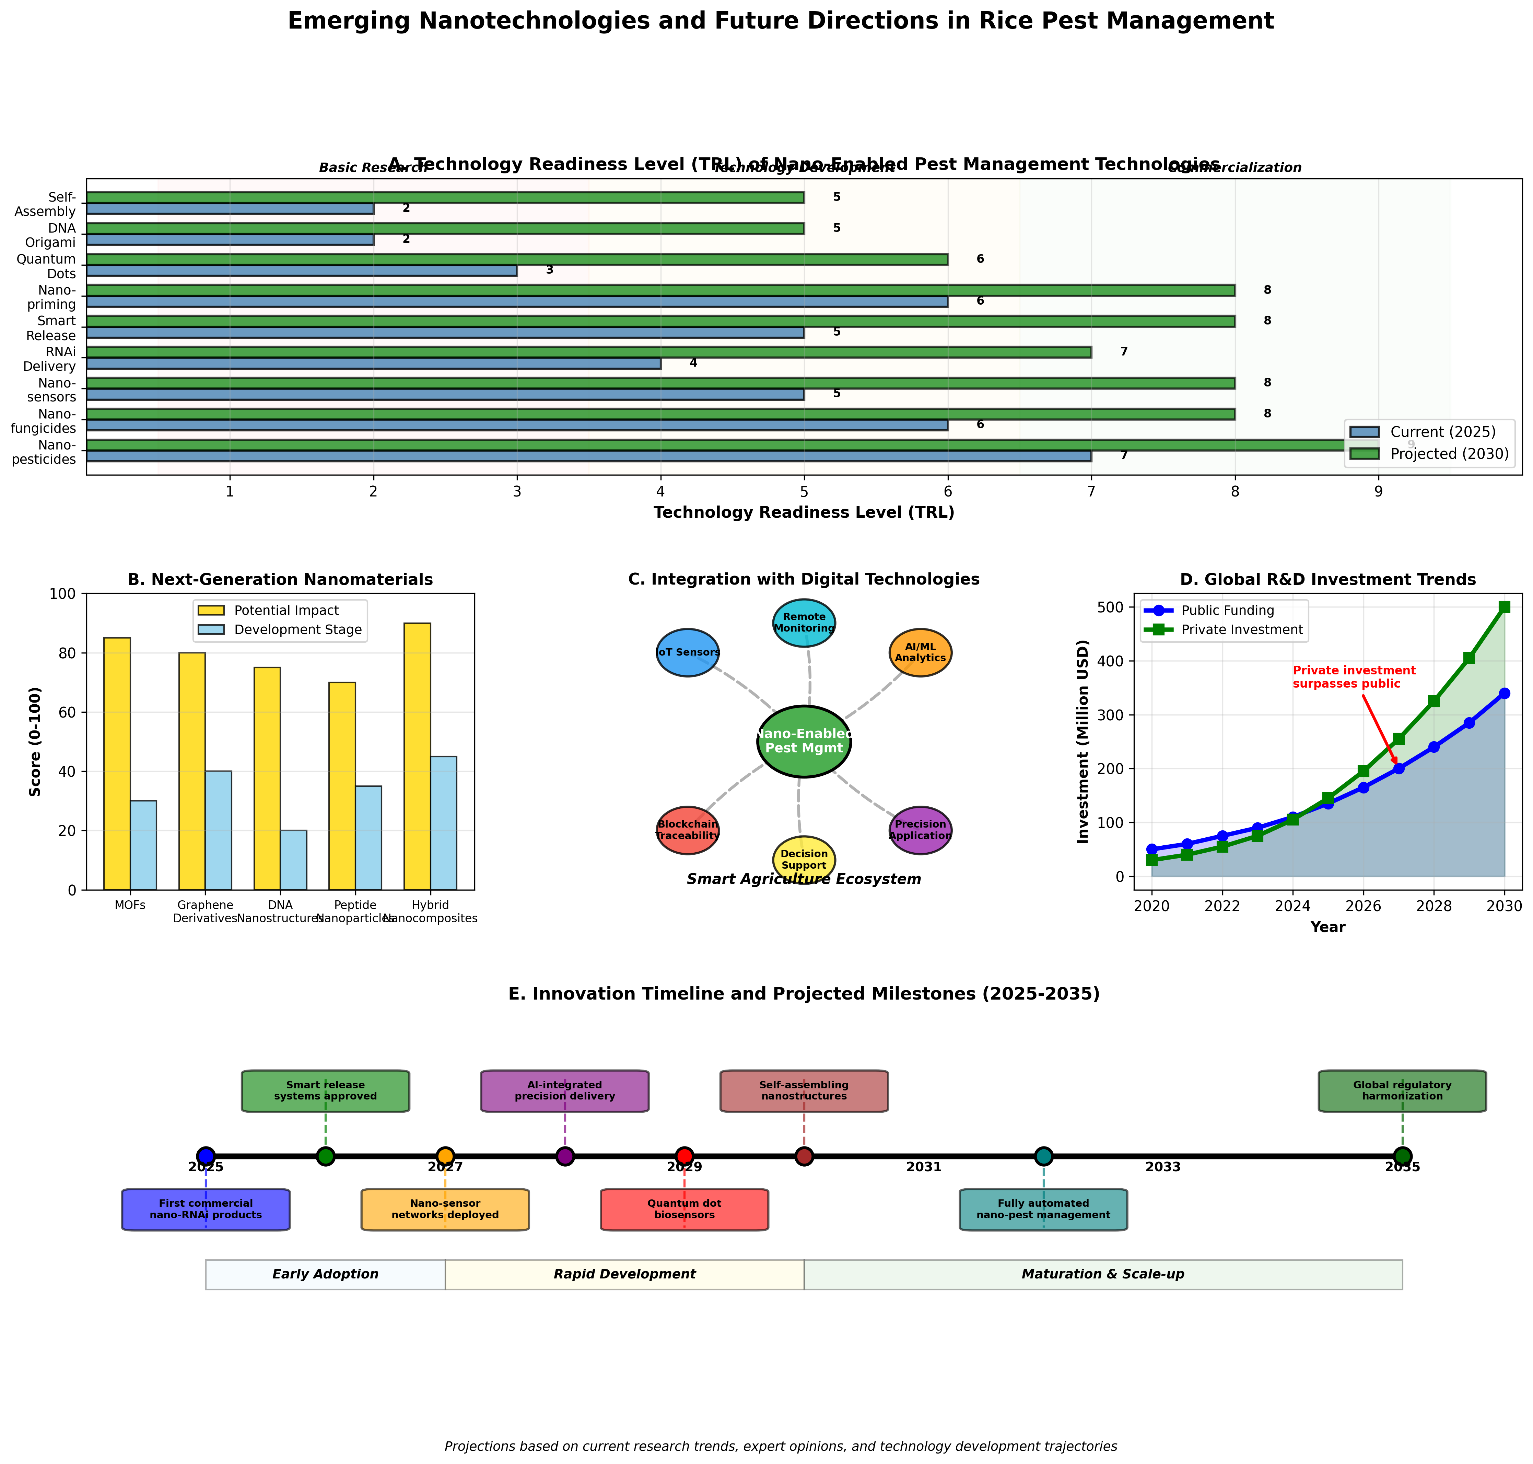 Emerging Nanotechnologies and Future Directions in Rice Pest Management
A. Technology Readiness Level (TRL) of Nano-Enabled Pest Management Technologies
Basic Research
Technology Development
Commercialization
Self-
Assembly
5
2
DNA
Origami
5
2
Quantum
Dots
6
3
Nano-
priming
8
6
Smart
Release
8
5
RNAi
Delivery
7
4
Nano-
sensors
8
5
Nano-
fungicides
8
6
Nano-
pesticides
9
7
Current (2025)
Projected (2030)
1 2 3 4 5 6 7 8 9
Technology Readiness Level (TRL)
B. Next-Generation Nanomaterials
Potential Impact
Development Stage
Score (0-100)
100
80
60
40
20
0
MOFs
Graphene
Derivatives
DNA
Nanostructures
Peptide
Nanoparticles
Hybrid
Nanocomposites
C. Integration with Digital Technologies
Remote
Monitoring
IoT Sensors
AI/ML
Analytics
Nano-Enabled
Pest Mgmt
Blockchain
Traceability
Precision
Application
Decision
Support
Smart Agriculture Ecosystem
D. Global R&D Investment Trends
Public Funding
Private Investment
Private investment
surpasses public
Investment (Million USD)
500
400
300
200
100
0
2020 2022 2024 2026 2028 2030
Year
E. Innovation Timeline and Projected Milestones (2025-2035)
Smart release
systems approved
AI-integrated
precision delivery
Self-assembling
nanostructures
Global regulatory
harmonization
2025 2027 2029 2031 2033 2035
First commercial
nano-RNAi products
Nano-sensor
networks deployed
Quantum dot
biosensors
Fully automated
nano-pest management
Early Adoption
Rapid Development
Maturation & Scale-up
Projections based on current research trends, expert opinions, and technology development trajectories